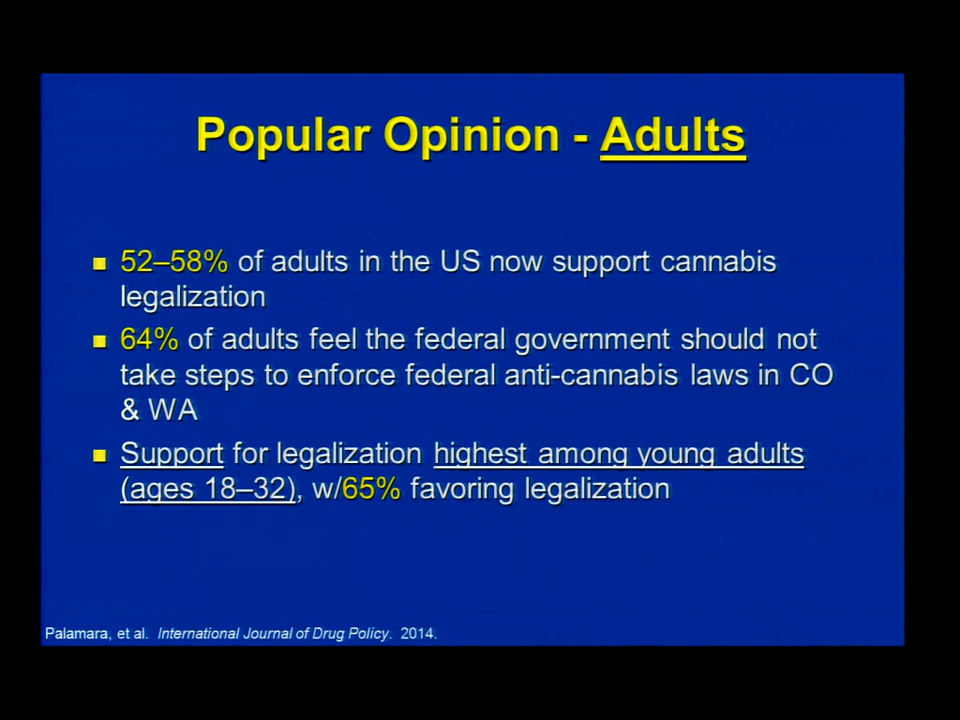 Popular Opinion - Adults
52–58% of adults in the US now support cannabis
legalization
64% of adults feel the federal government should not
take steps to enforce federal anti-cannabis laws in CO
& WA
Support for legalization highest among young adults
(ages 18–32), w/65% favoring legalization
Palamara, et al. International Journal of Drug Policy. 2014.